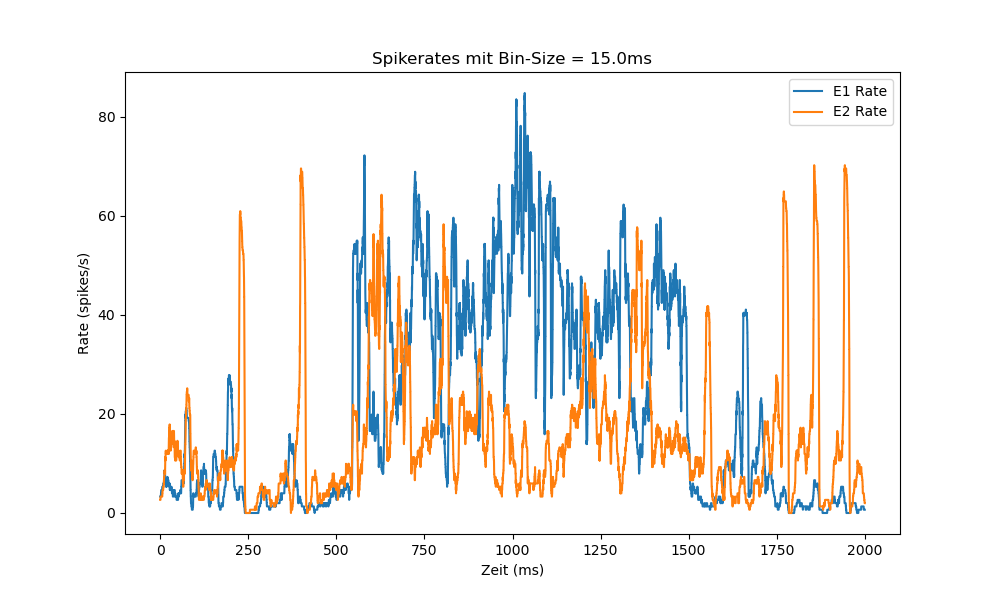 Spikerates mit Bin-Size = 15.0ms
E1 Rate
E2 Rate
Rate (spikes/s)
80
60
40
20
0
0 250 500 750 1000 1250 1500 1750 2000
Zeit (ms)